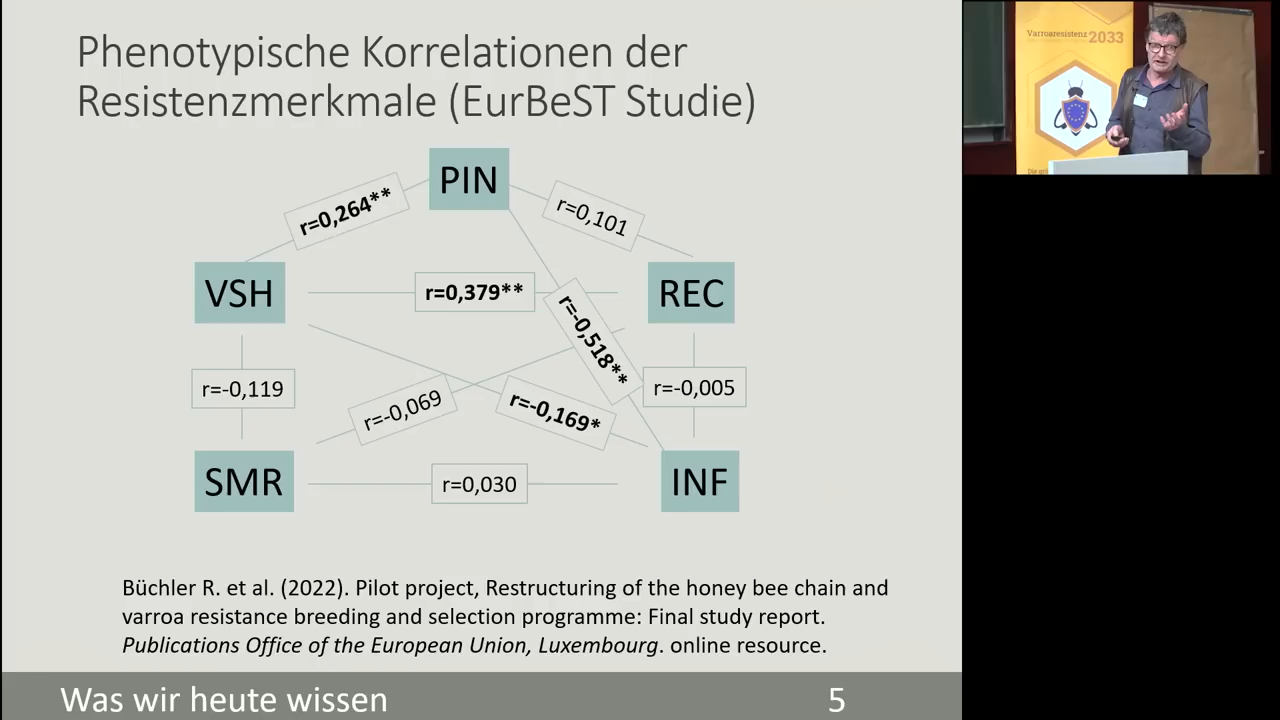 Phenotypische Korrelationen der
Resistenzmerkmale (EurBeST Studie)
PIN
r=0,264**
r=0,101
VSH
r=0,379**
REC
r=-0,518**
r=-0,119
r=-0,069
r=-0,169*
r=-0,005
SMR
r=0,030
INF
Büchler R. et al. (2022). Pilot project, Restructuring of the honey bee chain and
varroa resistance breeding and selection programme: Final study report.
Publications Office of the European Union, Luxembourg. online resource.
Was wir heute wissen
5
Varroaresistenz 2033